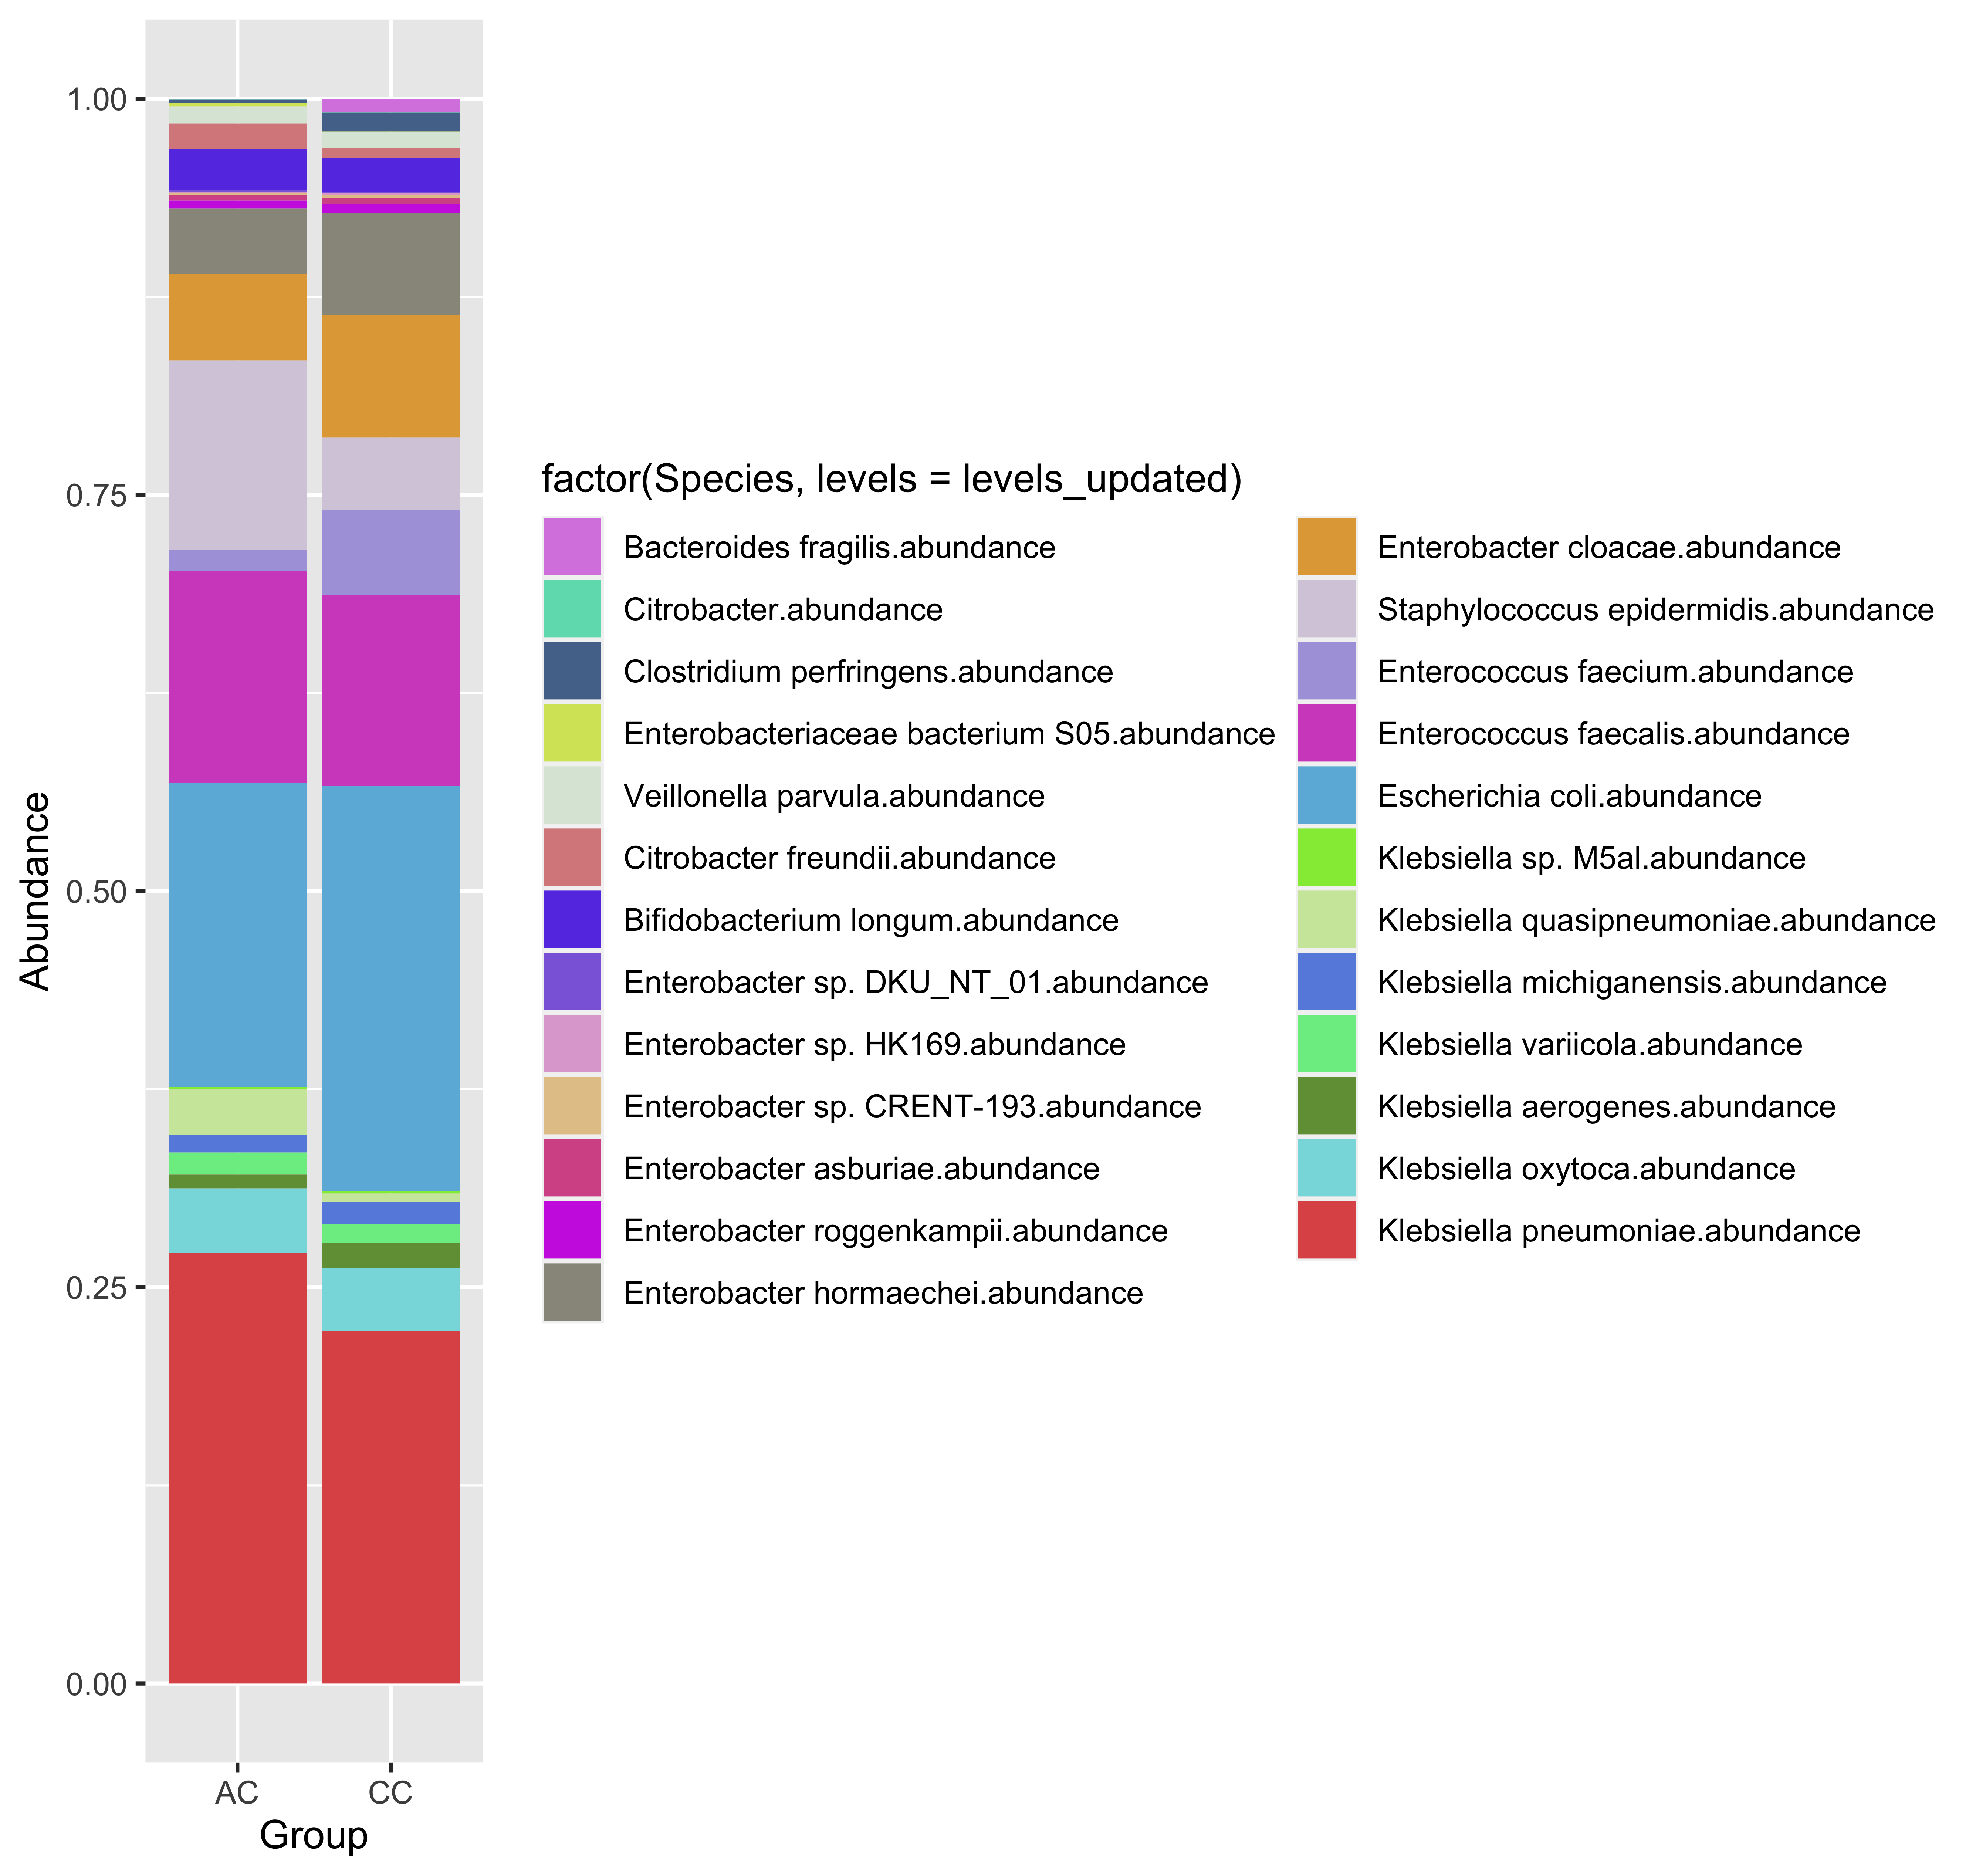 1.00
0.75
0.50
0.25
0.00
Abundance
AC
CC
Group
factor(Species, levels = levels_updated)
Bacteroides fragilis.abundance
Citrobacter.abundance
Clostridium perfringens.abundance
Enterobacteriaceae bacterium S05.abundance
Veillonella parvula.abundance
Citrobacter freundii.abundance
Bifidobacterium longum.abundance
Enterobacter sp. DKU_NT_01.abundance
Enterobacter sp. HK169.abundance
Enterobacter sp. CRENT-193.abundance
Enterobacter asburiae.abundance
Enterobacter roggenkampii.abundance
Enterobacter hormaechei.abundance
Enterobacter cloacae.abundance
Staphylococcus epidermidis.abundance
Enterococcus faecium.abundance
Enterococcus faecalis.abundance
Escherichia coli.abundance
Klebsiella sp. M5al.abundance
Klebsiella quasipneumoniae.abundance
Klebsiella michiganensis.abundance
Klebsiella variicola.abundance
Klebsiella aerogenes.abundance
Klebsiella oxytoca.abundance
Klebsiella pneumoniae.abundance